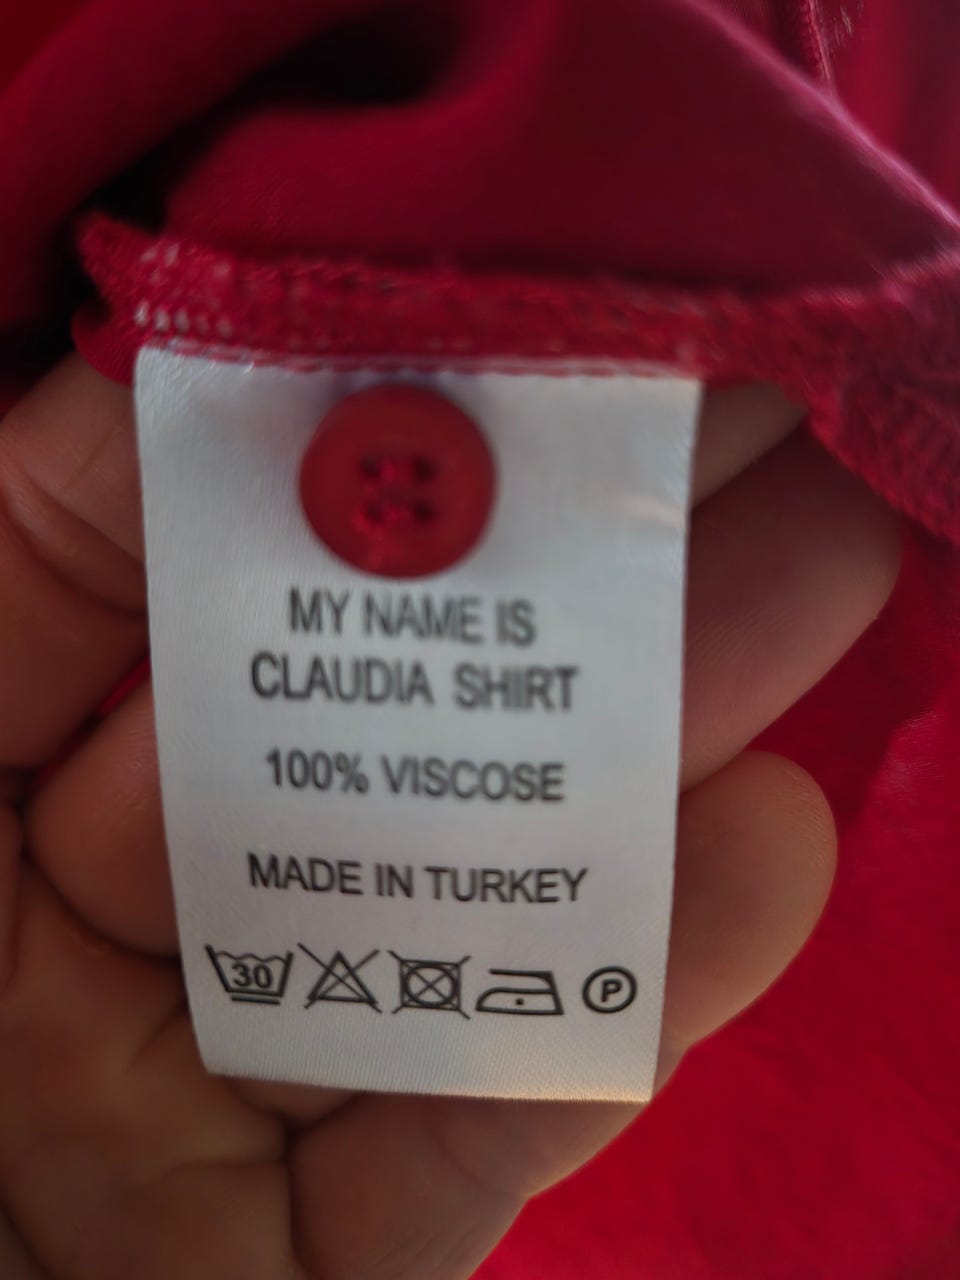 MY NAME IS
CLAUDIA SHIRT
100% VISCOSE
MADE IN TURKEY
30 P